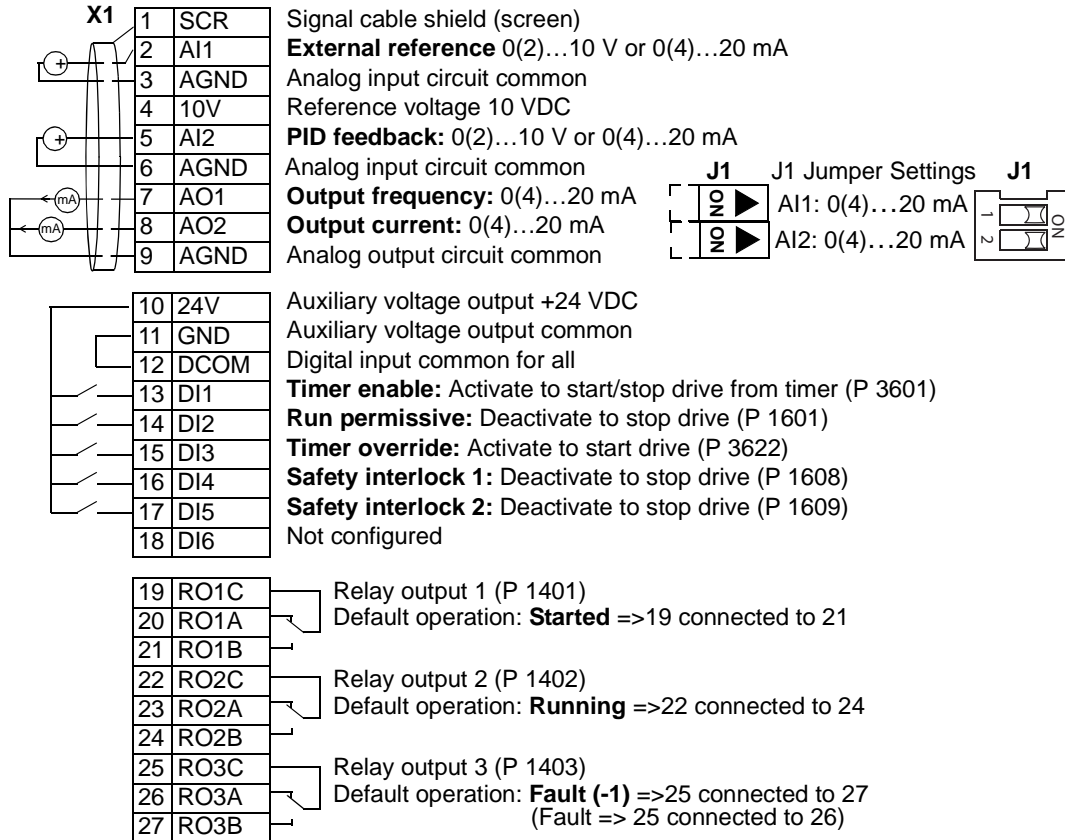 X1
1 SCR Signal cable shield (screen)
2 AI1 External reference 0(2)…10 V or 0(4)…20 mA
3 AGND Analog input circuit common
4 10V Reference voltage 10 VDC
5 AI2 PID feedback: 0(2)…10 V or 0(4)…20 mA
6 AGND Analog input circuit common
7 AO1 Output frequency: 0(4)…20 mA
8 AO2 Output current: 0(4)…20 mA
9 AGND Analog output circuit common
+
+
mA
mA
J1 J1 Jumper Settings J1
ON AI1: 0(4)…20 mA 1
ON AI2: 0(4)…20 mA 2
ON
10 24V Auxiliary voltage output +24 VDC
11 GND Auxiliary voltage output common
12 DCOM Digital input common for all
13 DI1 Timer enable: Activate to start/stop drive from timer (P 3601)
14 DI2 Run permissive: Deactivate to stop drive (P 1601)
15 DI3 Timer override: Activate to start drive (P 3622)
16 DI4 Safety interlock 1: Deactivate to stop drive (P 1608)
17 DI5 Safety interlock 2: Deactivate to stop drive (P 1609)
18 DI6 Not configured
19 RO1C Relay output 1 (P 1401)
20 RO1A Default operation: Started =>19 connected to 21
21 RO1B
22 RO2C Relay output 2 (P 1402)
23 RO2A Default operation: Running =>22 connected to 24
24 RO2B
25 RO3C Relay output 3 (P 1403)
26 RO3A Default operation: Fault (-1) =>25 connected to 27
27 RO3B (Fault => 25 connected to 26)